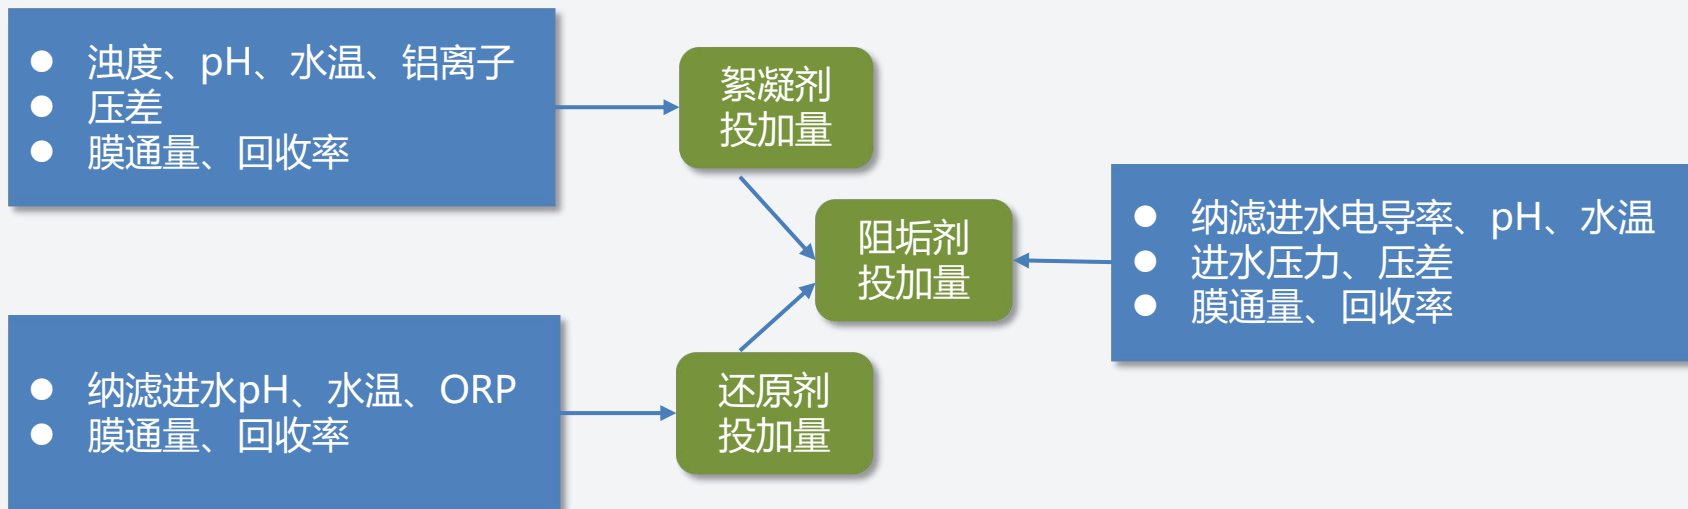 ● 浊度、pH、水温、铝离子
● 压差
● 膜通量、回收率
絮凝剂
投加量
阻垢剂
投加量
● 纳滤进水电导率、pH、水温
● 进水压力、压差
● 膜通量、回收率
● 纳滤进水pH、水温、ORP
● 膜通量、回收率
还原剂
投加量